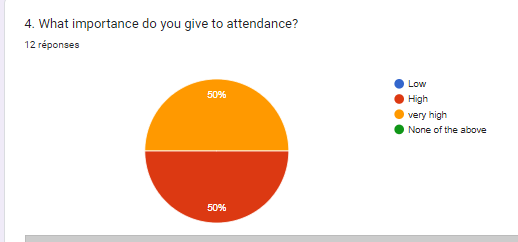 4. What importance do you give to attendance?
12 réponses
50%
50%
Low
High
very high
None of the above